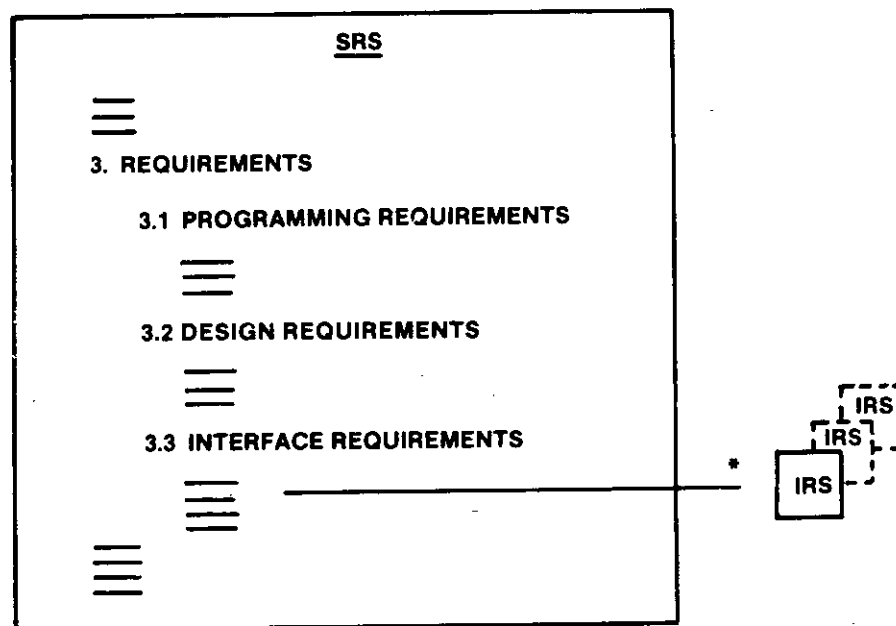 SRS
3. REQUIREMENTS
3.1 PROGRAMMING REQUIREMENTS
3.2 DESIGN REQUIREMENTS
3.3 INTERFACE REQUIREMENTS
*
IRS
IRS
IRS